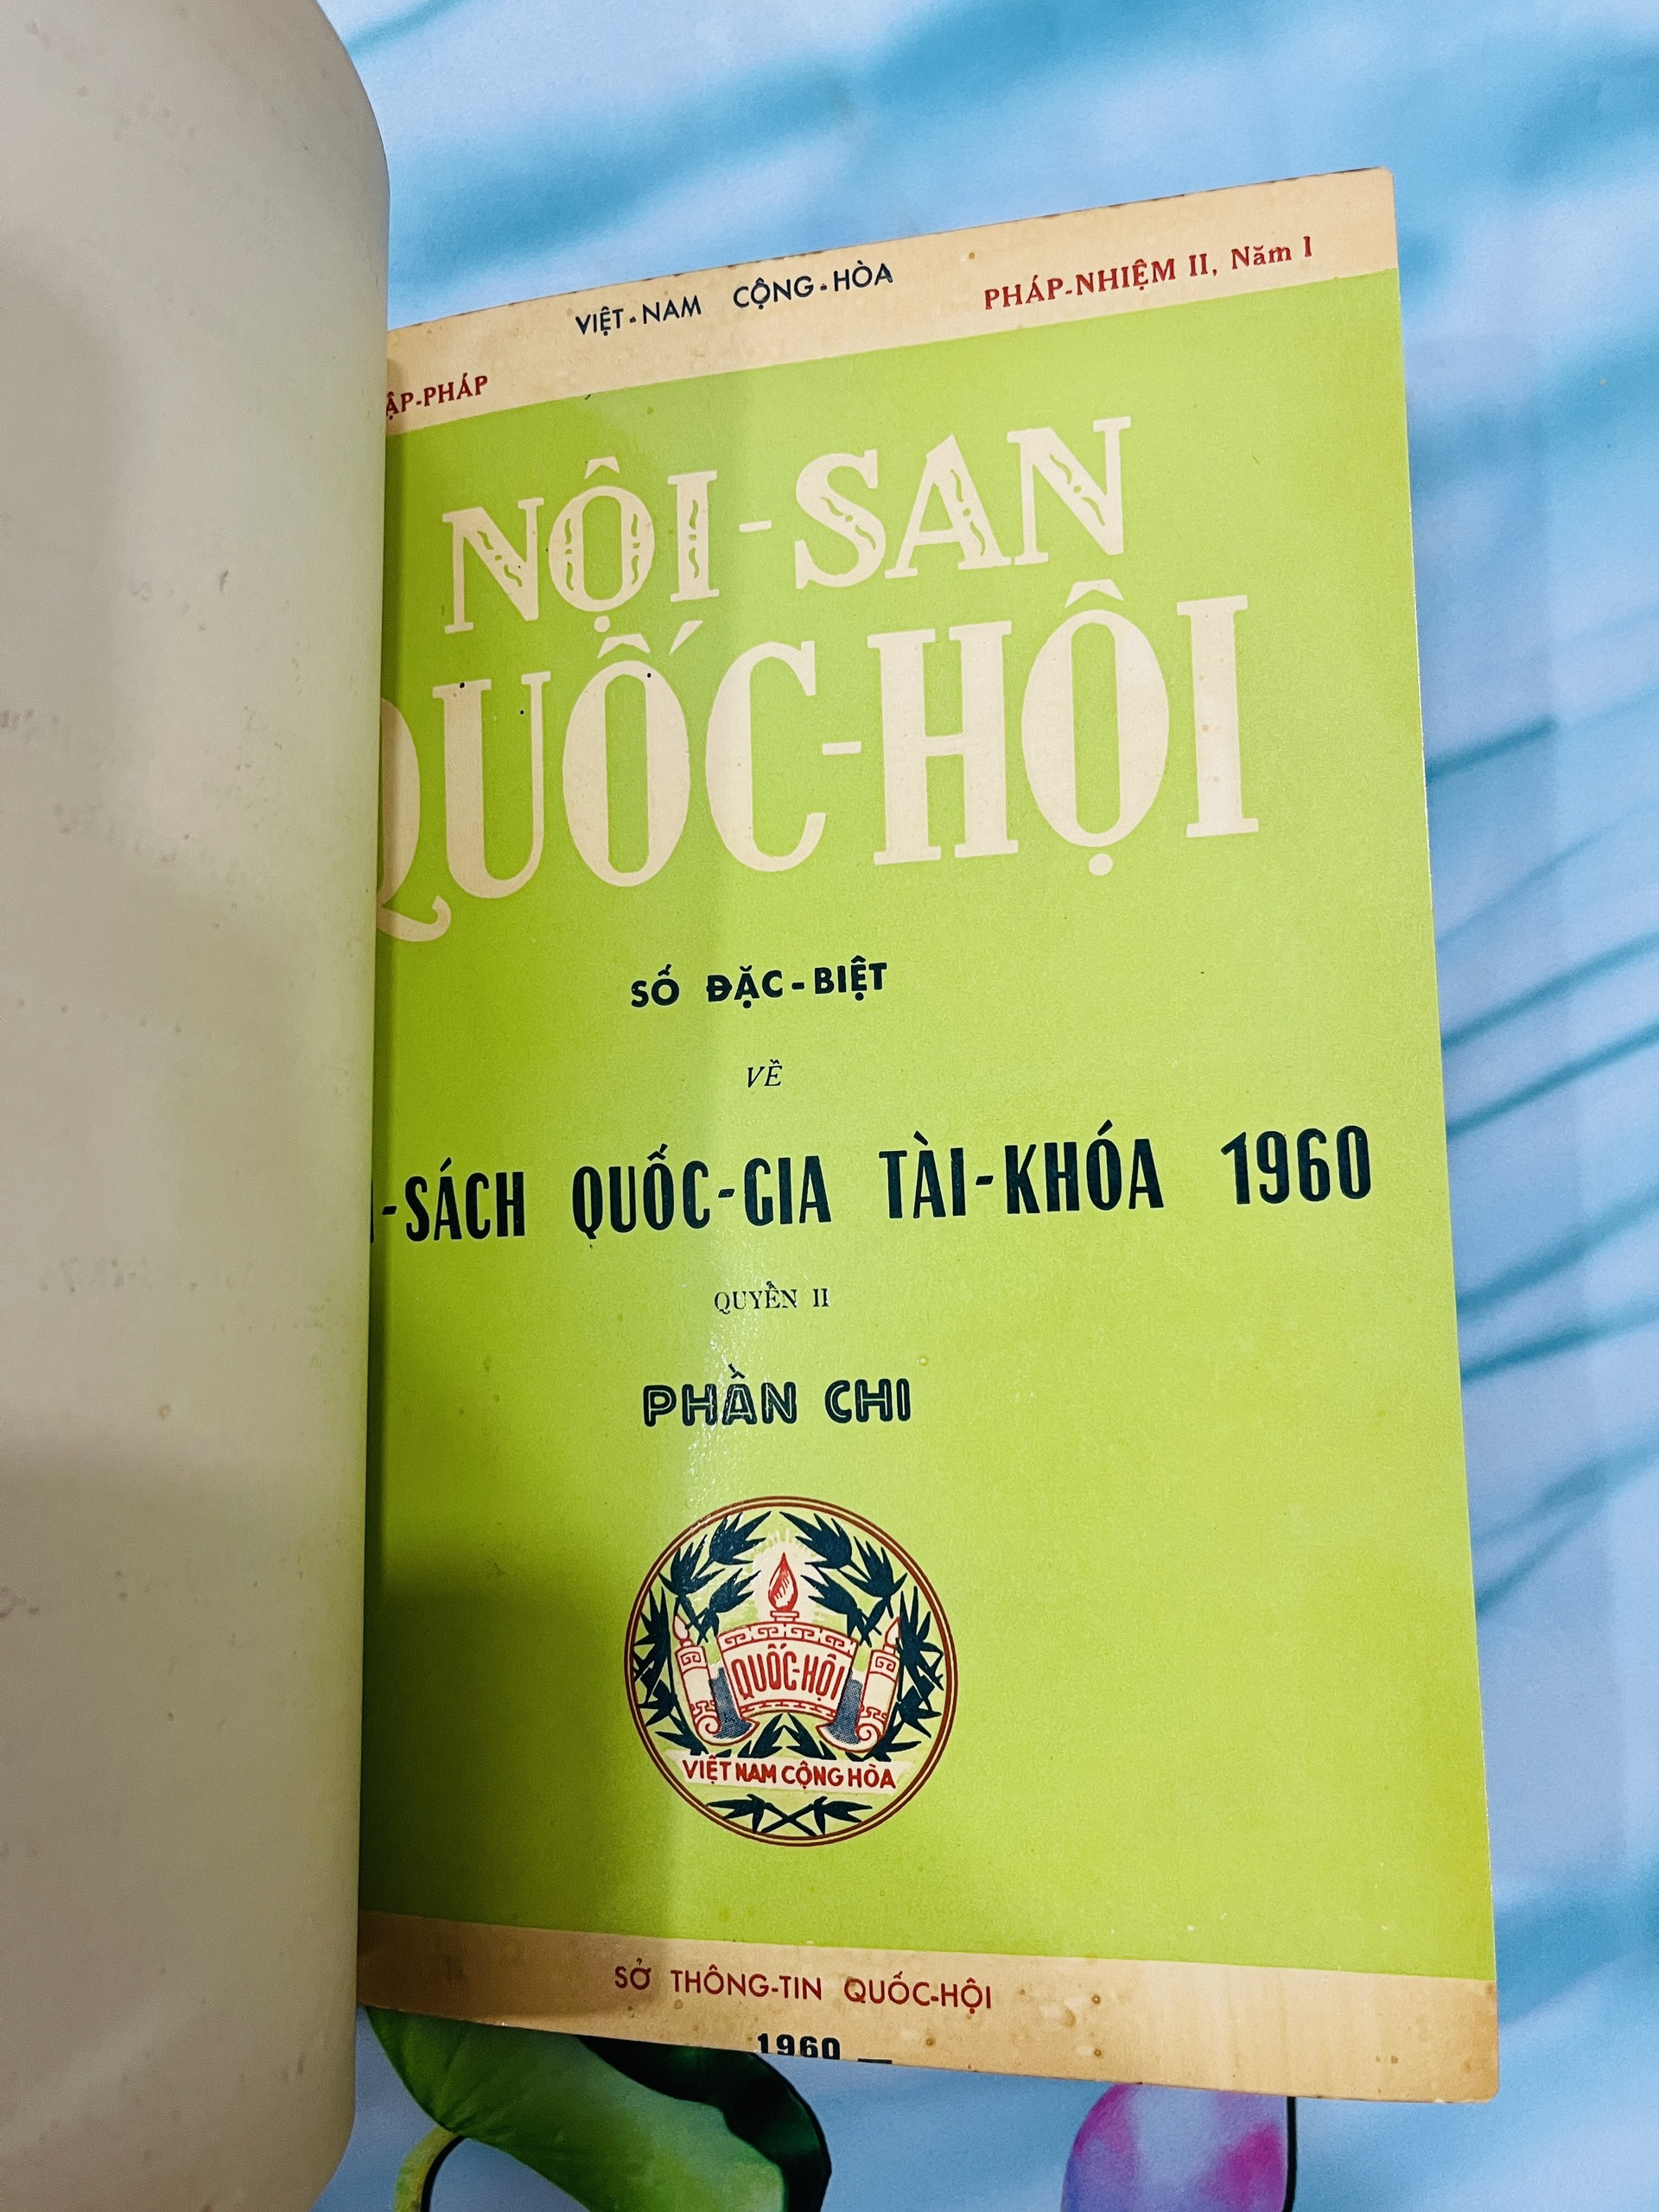 VIỆT-NAM CỘNG-HÒA
PHÁP-NHIỆM II, Năm I
ẬP-PHÁP
NỘI-SAN
QUỐC-HỘI
SỐ ĐẶC-BIỆT
VỀ
-SÁCH QUỐC-GIA TÀI-KHÓA 1960
QUYỂN II
PHẦN CHI
QUỐC-HỘI
VIỆT NAM CỘNG HÒA
SỞ THÔNG-TIN QUỐC-HỘI
1960 —